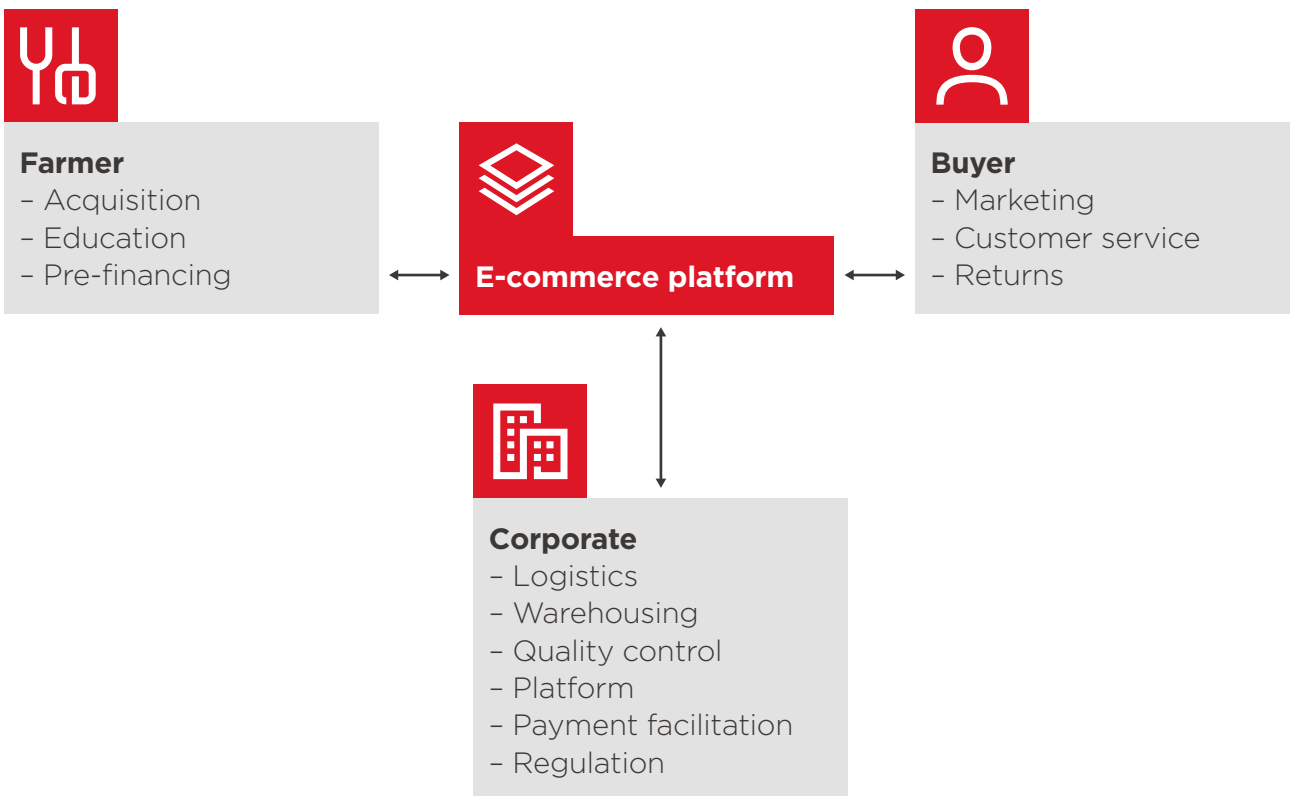 Farmer
– Acquisition
– Education
– Pre-financing
E-commerce platform
Buyer
– Marketing
– Customer service
– Returns
Corporate
– Logistics
– Warehousing
– Quality control
– Platform
– Payment facilitation
– Regulation